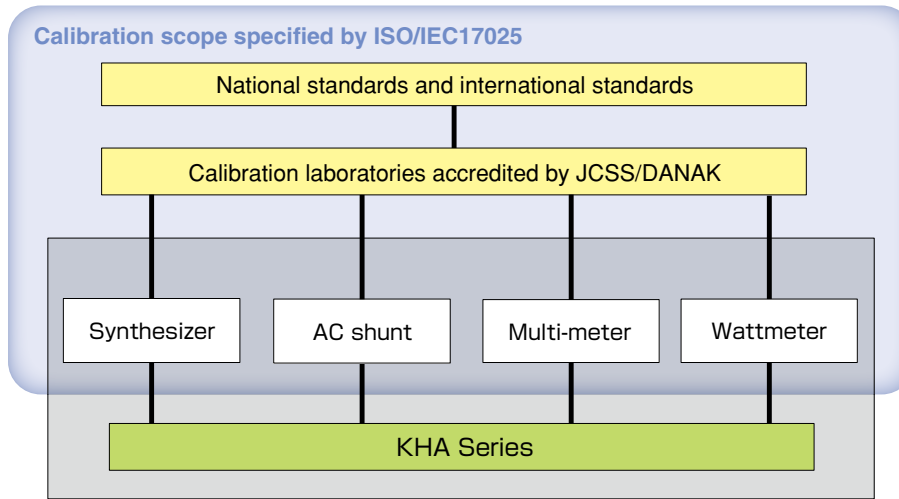 Calibration scope specified by ISO/IEC17025
National standards and international standards
Calibration laboratories accredited by JCSS/DANAK
Synthesizer
AC shunt
Multi-meter
Wattmeter
KHA Series